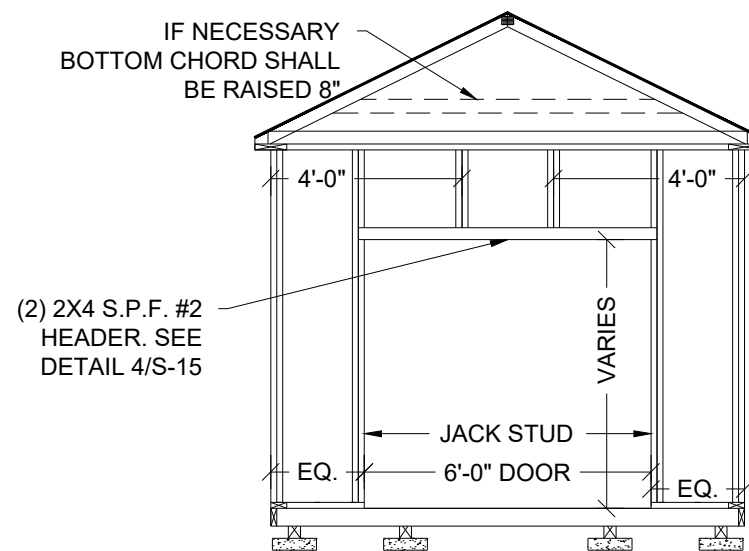 IF NECESSARY
BOTTOM CHORD SHALL
BE RAISED 8"
4'-0"
4'-0"
(2) 2X4 S.P.F. #2
HEADER. SEE
DETAIL 4/S-15
VARIES
JACK STUD
EQ.
6'-0" DOOR
EQ.